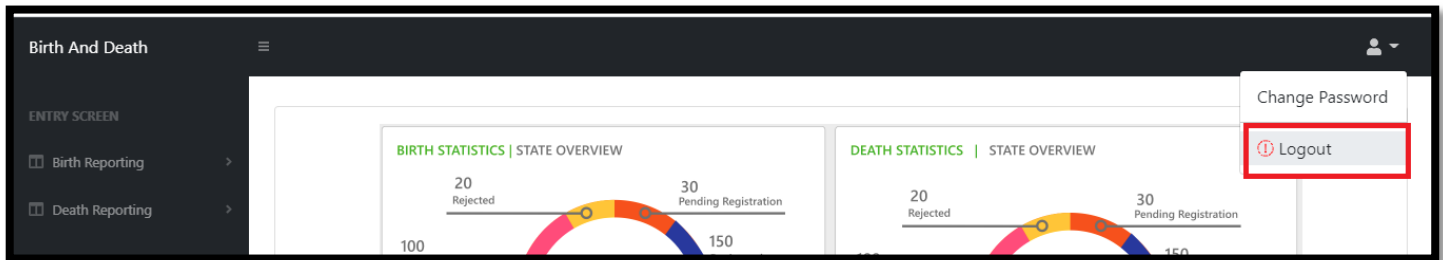 Birth And Death
Change Password
ENTRY SCREEN
Logout
Birth Reporting
Death Reporting
BIRTH STATISTICS | STATE OVERVIEW
20
Rejected
30
Pending Registration
100
150
DEATH STATISTICS | STATE OVERVIEW
20
Rejected
30
Pending Registration
150